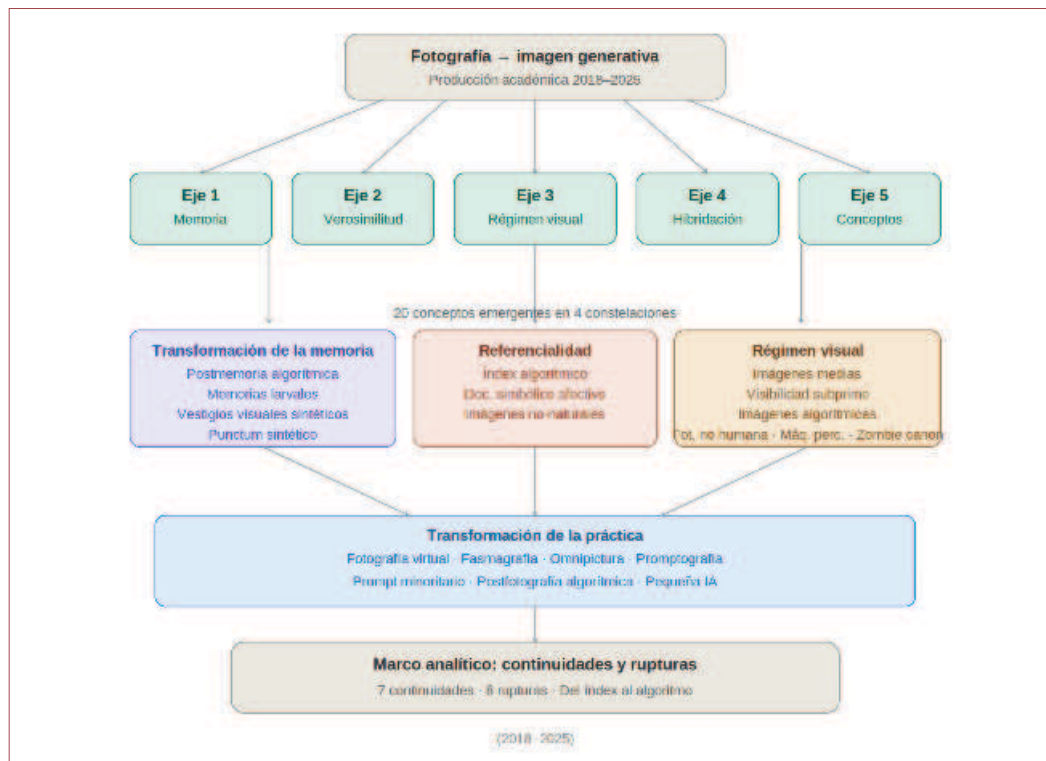 Fotografía → imagen generativa
Producción académica 2018–2025
Eje 1
Memoria
Eje 2
Verosimilitud
Eje 3
Régimen visual
Eje 4
Hibridación
Eje 5
Conceptos
20 conceptos emergentes en 4 constelaciones
Transformación de la memoria
Postmemoria algorítmica
Memorias larvales
Vestigios visuales sintéticos
Punctum sintético
Referencialidad
Índex algorítmico
Doc. simbólico afectivo
Imágenes no-naturales
Régimen visual
Imágenes medias
Visibilidad subprime
Imágenes algorítmicas
Fot. no humana · Máq. perc. · Zombie canon
Transformación de la práctica
Fotografía virtual · Fasmagrafía · Omnipictura · Promptografía
Prompt minoritario · Postfotografía algorítmica · Pequeña IA
Marco analítico: continuidades y rupturas
7 continuidades · rupturas · Del índex al algoritmo
(2018–2025)